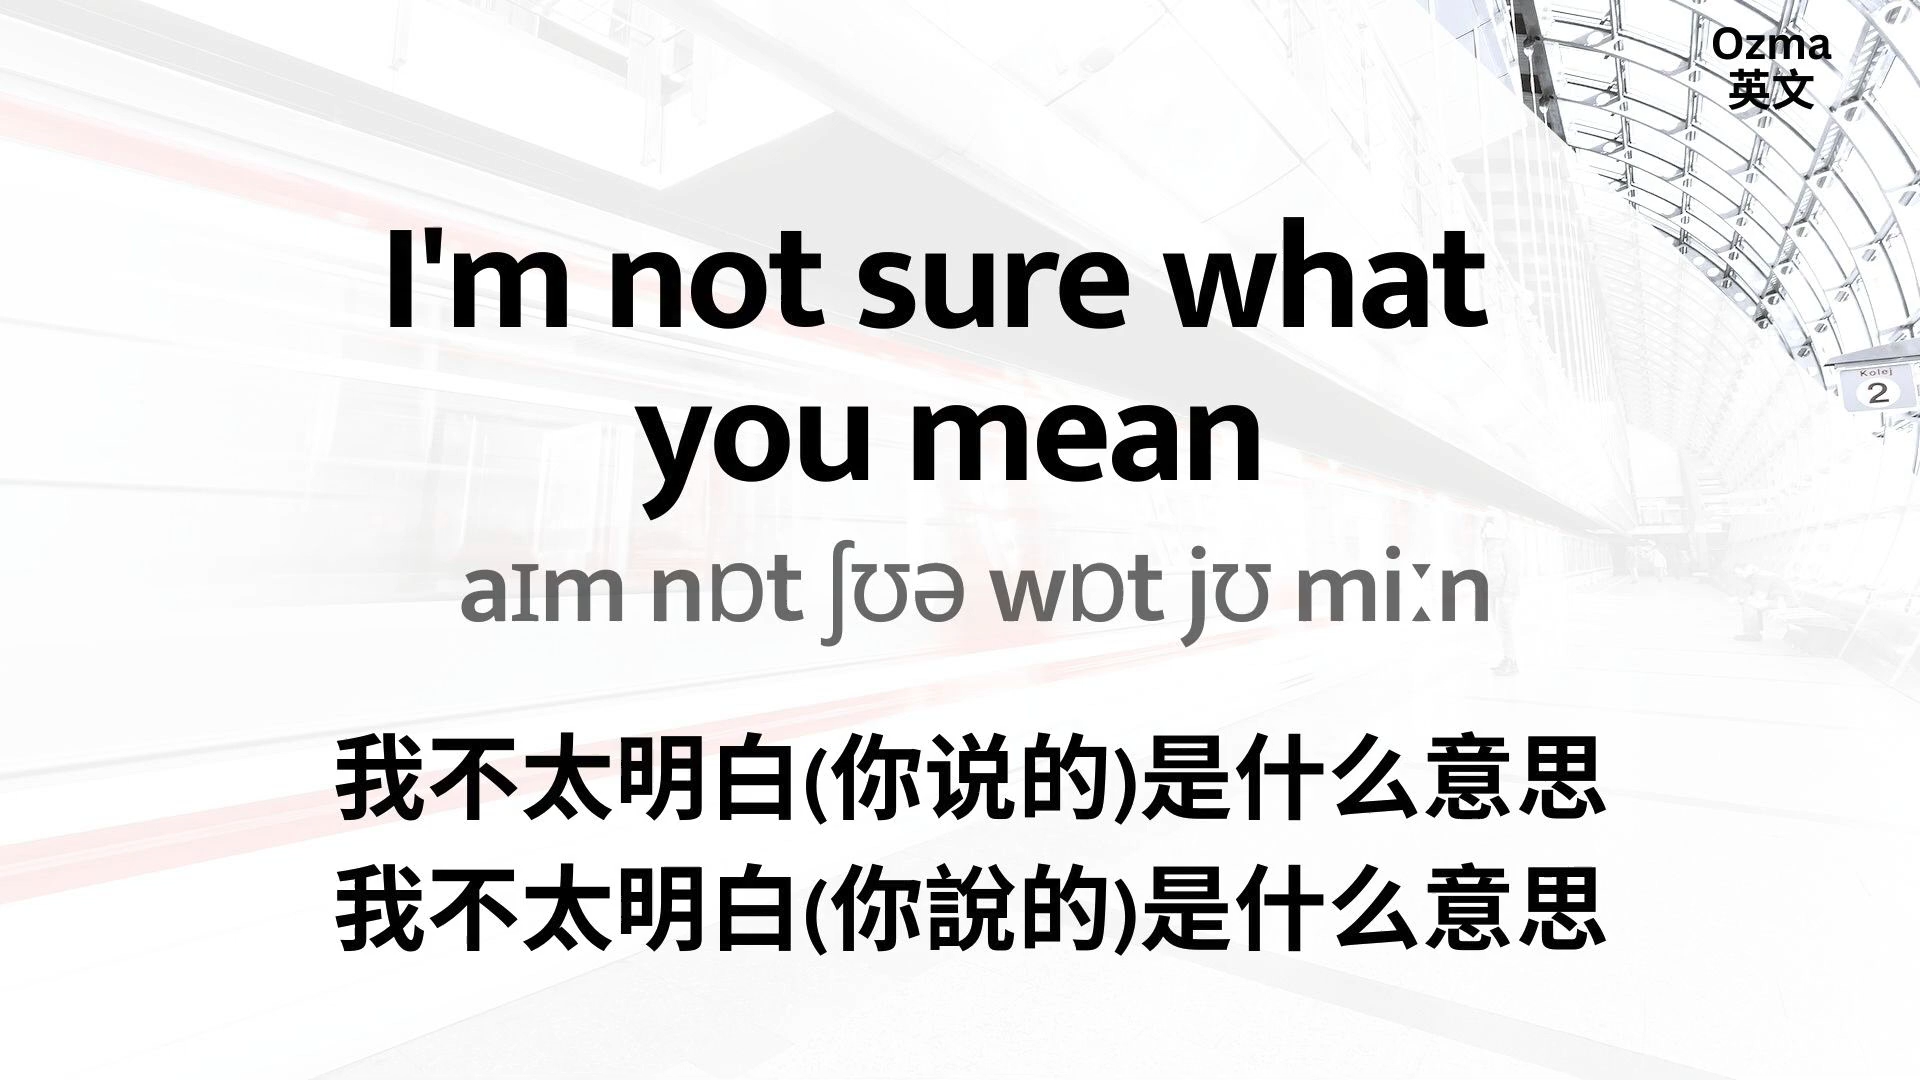 Ozma
英文
Kolej
2
I'm not sure what
you mean
aɪm nɒt ʃʊə wɒt jʊ miːn
我不太明白(你说的)是什么意思
我不太明白(你說的)是什么意思